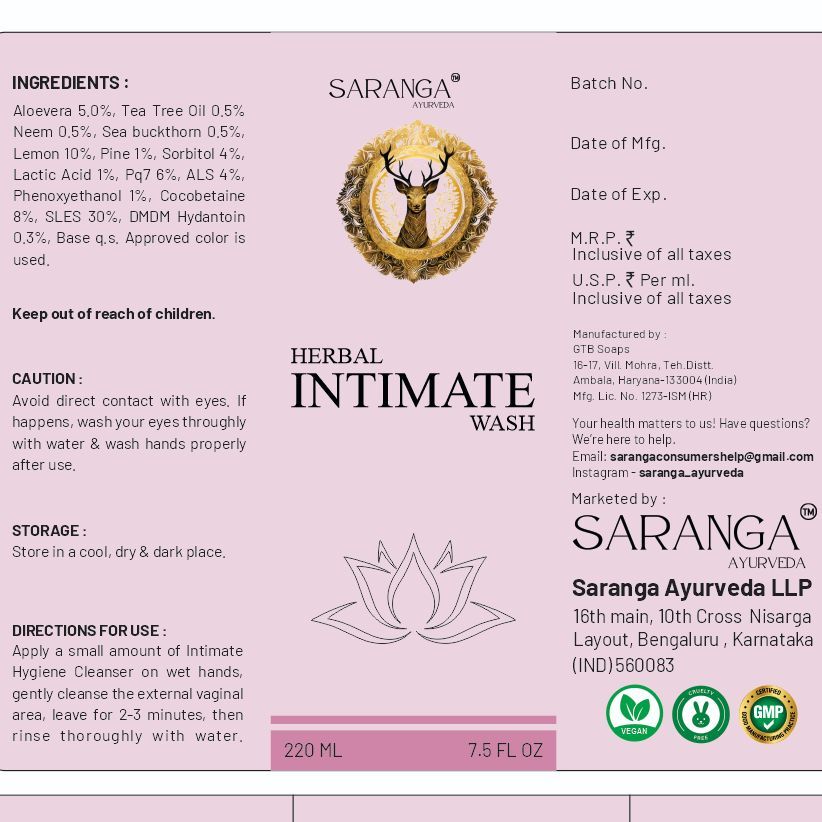 INGREDIENTS :
Aloevera 5.0%, Tea Tree Oil 0.5%
Neem 0.5%, Sea buckthorn 0.5%,
Lemon 10%, Pine 1%, Sorbitol 4%,
Lactic Acid 1%, Pq7 6%, ALS 4%,
Phenoxyethanol 1%, Cocobetaine
8%, SLES 30%, DMDM Hydantoin
0.3%, Base q.s. Approved color is
used.
Keep out of reach of children.
CAUTION :
Avoid direct contact with eyes. If
happens, wash your eyes throughly
with water & wash hands properly
after use.
STORAGE :
Store in a cool, dry & dark place.
DIRECTIONS FOR USE :
Apply a small amount of Intimate
Hygiene Cleanser on wet hands,
gently cleanse the external vaginal
area, leave for 2-3 minutes, then
rinse thoroughly with water.
SARANGA TM
AYURVEDA
HERBAL
INTIMATE
WASH
220 ML 7.5 FL OZ
Batch No.
Date of Mfg.
Date of Exp.
M.R.P. ₹
Inclusive of all taxes
U.S.P. ₹ Per ml.
Inclusive of all taxes
Manufactured by :
GTB Soaps
16-17, Vill. Mohra, Teh.Distt.
Ambala, Haryana-133004 (India)
Mfg. Lic. No. 1273-ISM (HR)
Your health matters to us! Have questions?
We're here to help.
Email: sarangaconsumershelp@gmail.com
Instagram - saranga_ayurveda
Marketed by :
SARANGA TM
AYURVEDA
Saranga Ayurveda LLP
16th main, 10th Cross Nisarga
Layout, Bengaluru , Karnataka
(IND) 560083
VEGAN
CRUELTY
FREE
CERTIFIED
GMP
GOOD MANUFACTURING PRACTICE